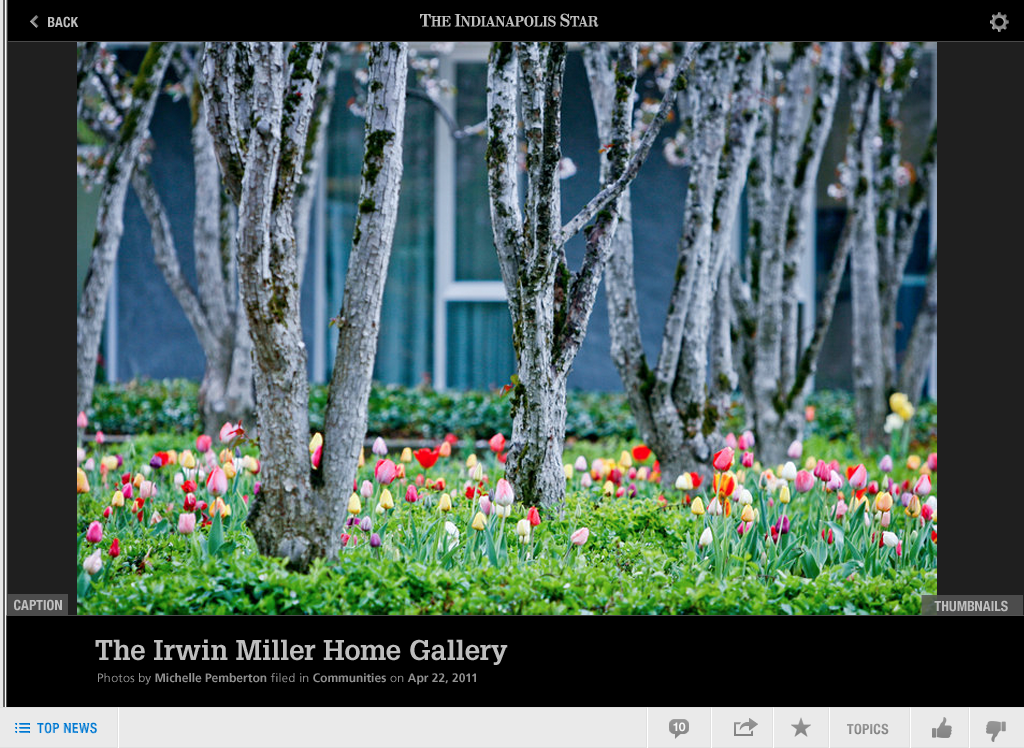 BACK
THE INDIANAPOLIS STAR
CAPTION
THUMBNAILS
The Irwin Miller Home Gallery
Photos by Michelle Pemberton filed in Communities on Apr 22, 2011
TOP NEWS
10
TOPICS